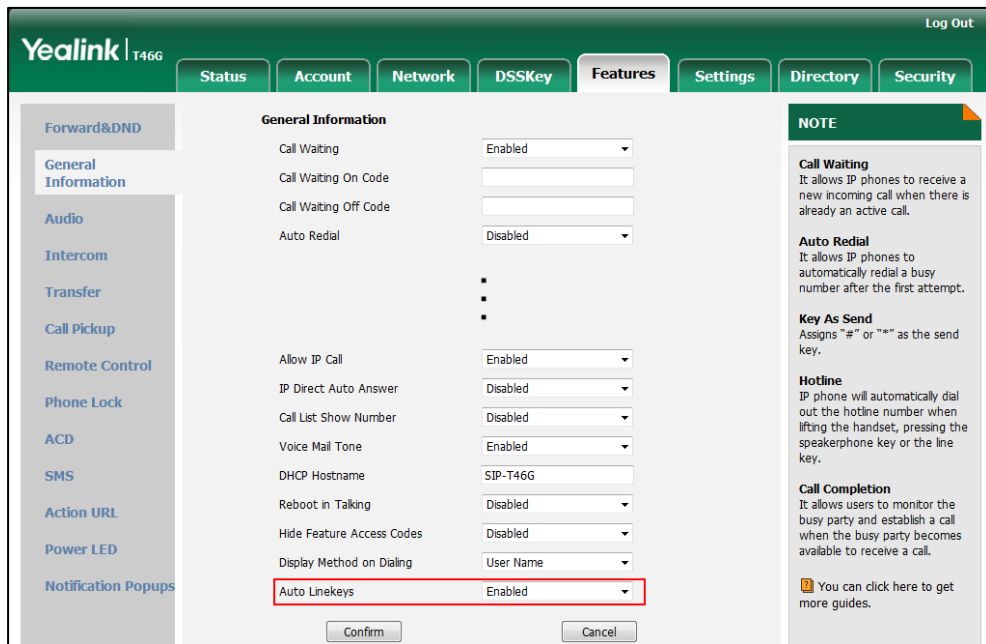 Log Out
Yealink T46G
Status Account Network DSSKey Features Settings Directory Security
Forward&DND
General
Information
Audio
Intercom
Transfer
Call Pickup
Remote Control
Phone Lock
ACD
SMS
Action URL
Power LED
Notification Popups
General Information
Call Waiting Enabled
Call Waiting On Code
Call Waiting Off Code
Auto Redial Disabled
Allow IP Call Enabled
IP Direct Auto Answer Disabled
Call List Show Number Disabled
Voice Mail Tone Enabled
DHCP Hostname SIP-T46G
Reboot in Talking Disabled
Hide Feature Access Codes Disabled
Display Method on Dialing User Name
Auto Linekeys Enabled
Confirm Cancel
NOTE
Call Waiting
It allows IP phones to receive a
new incoming call when there is
already an active call.
Auto Redial
It allows IP phones to
automatically redial a busy
number after the first attempt.
Key As Send
Assigns "#" or "*" as the send
key.
Hotline
IP phone will automatically dial
out the hotline number when
lifting the handset, pressing the
speakerphone key or the line
key.
Call Completion
It allows users to monitor the
busy party and establish a call
when the busy party becomes
available to receive a call.
You can click here to get
more guides.